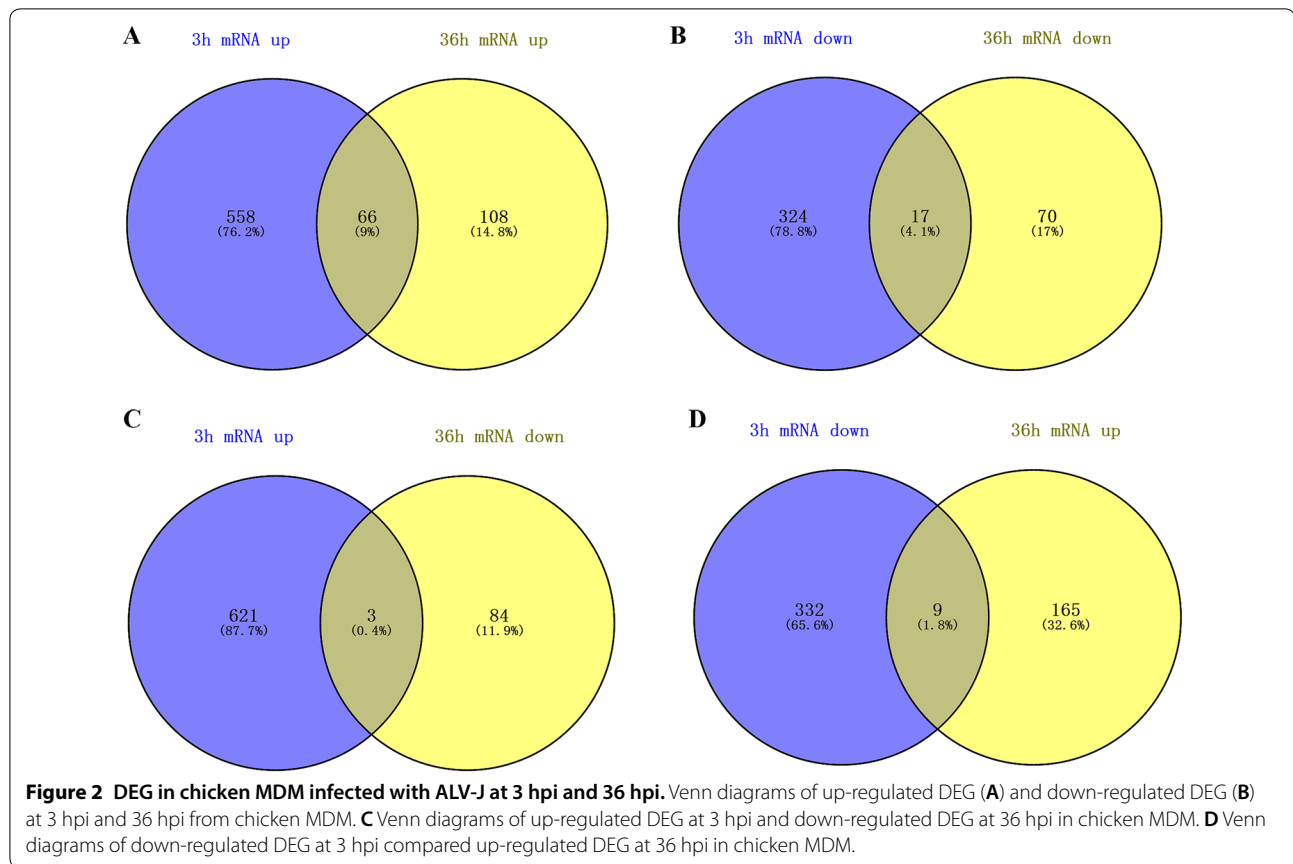 A
3h mRNA up
36h mRNA up
558
(76.2%)
66
(9%)
108
(14.8%)
B
3h mRNA down
36h mRNA down
324
(78.8%)
17
(4.1%)
70
(17%)
C
3h mRNA up
36h mRNA down
621
(87.7%)
3
(0.4%)
84
(11.9%)
D
3h mRNA down
36h mRNA up
332
(65.6%)
9
(1.8%)
165
(32.6%)
Figure 2 DEG in chicken MDM infected with ALV-J at 3 hpi and 36 hpi. Venn diagrams of up-regulated DEG (A) and down-regulated DEG (B)
at 3 hpi and 36 hpi from chicken MDM. C Venn diagrams of up-regulated DEG at 3 hpi and down-regulated DEG at 36 hpi in chicken MDM. D Venn
diagrams of down-regulated DEG at 3 hpi compared up-regulated DEG at 36 hpi in chicken MDM.